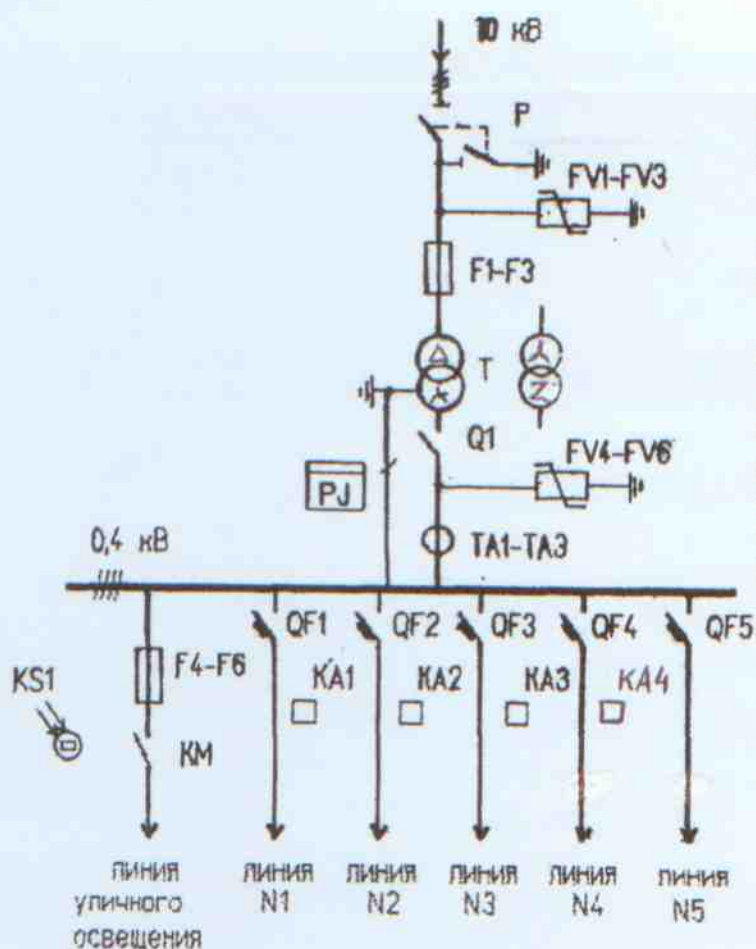 10 кВ
P
FV1-FV3
F1-F3
T
Q1
FV4-FV6
PJ
0,4 кВ
TA1-TA3
QF1
QF2
QF3
QF4
QF5
F4-F6
KS1
KA1
KA2
KA3
KA4
KM
линия
уличного
освещения
линия
N1
линия
N2
линия
N3
линия
N4
линия
N5